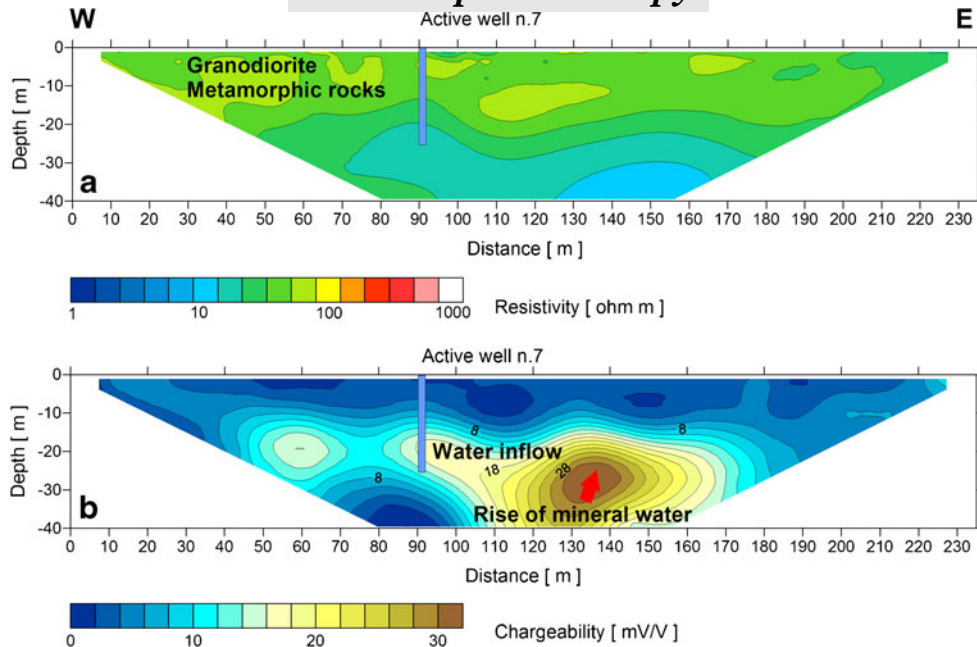 W Active well n.7 E
0
-10
-20
-30
-40
Depth [ m ]
Granodiorite
Metamorphic rocks
a
0 10 20 30 40 50 60 70 80 90 100 110 120 130 140 150 160 170 180 190 200 210 220 230
Distance [ m ]
1 10 100 1000
Resistivity [ ohm m ]
Active well n.7
0
-10
-20
-30
-40
Depth [ m ]
8 8
Water inflow
18 28
8
Rise of mineral water
b
0 10 20 30 40 50 60 70 80 90 100 110 120 130 140 150 160 170 180 190 200 210 220 230
Distance [ m ]
0 10 20 30
Chargeability [ mV/V ]